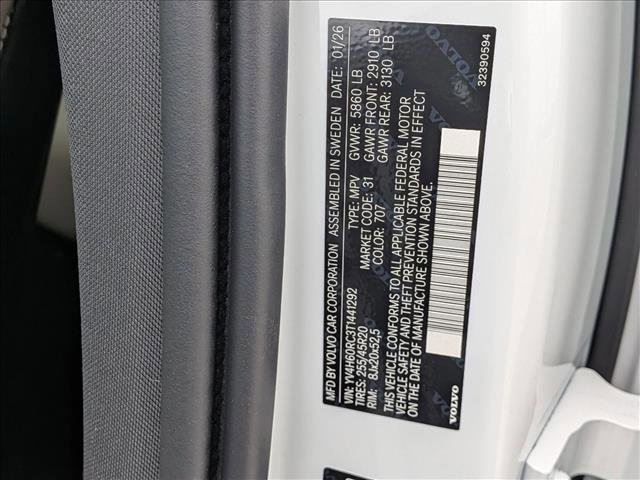 MFD BY VOLVO CAR CORPORATION ASSEMBLED IN SWEDEN DATE: 01/26
VIN: YV4H60RC3T1441292 TYPE: MPV GVWR: 5860 LB
TIRES: 255/45R20 MARKET CODE: 31 GAWR FRONT: 2910 LB
RIM: 8Jx20x52,5 COLOR: 707 GAWR REAR: 3130 LB
THIS VEHICLE CONFORMS TO ALL APPLICABLE FEDERAL MOTOR
VEHICLE SAFETY AND THEFT PREVENTION STANDARDS IN EFFECT
ON THE DATE OF MANUFACTURE SHOWN ABOVE.
VOLVO
32390594